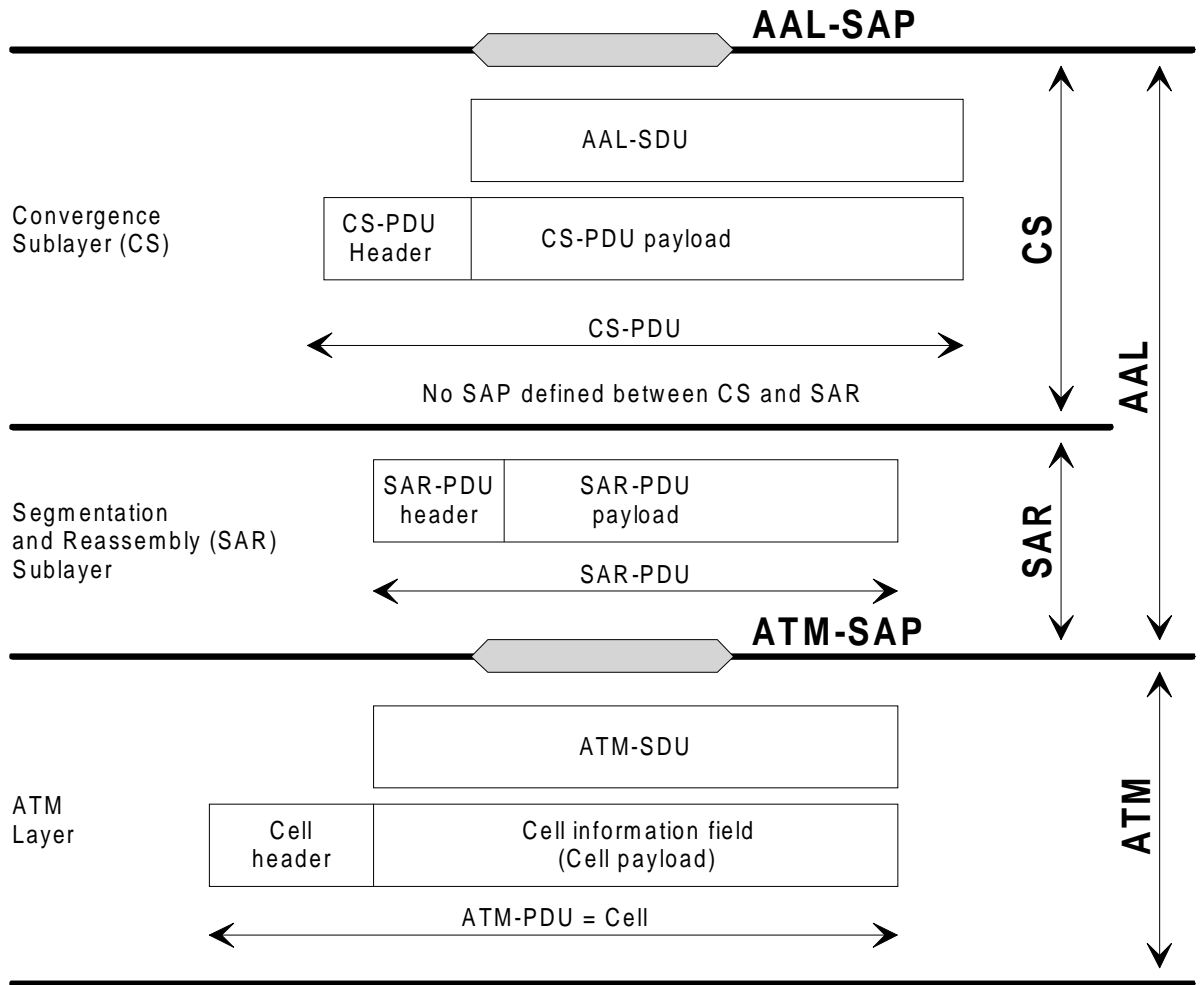 AAL-SAP
AAL-SDU
Convergence
Sublayer (CS)
CS-PDU
Header
CS-PDU payload
CS
CS-PDU
AAL
No SAP defined between CS and SAR
Segmentation
and Reassembly (SAR)
Sublayer
SAR-PDU
header
SAR-PDU
payload
SAR
SAR-PDU
ATM-SAP
ATM-SDU
ATM
Layer
Cell
header
Cell information field
(Cell payload)
ATM
ATM-PDU = Cell